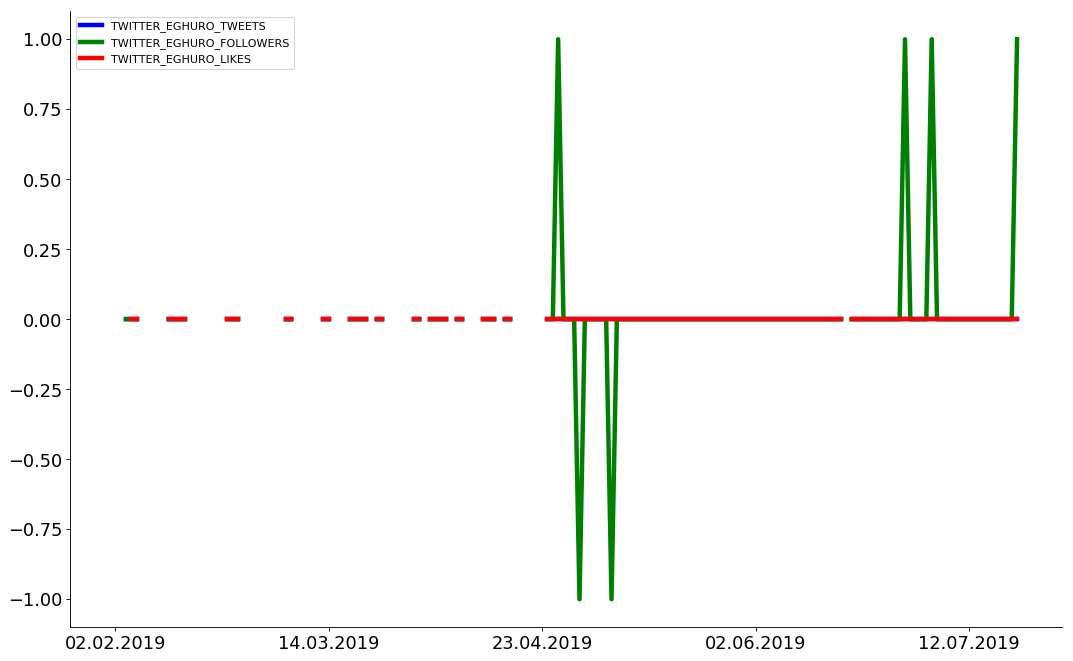 TWITTER_EGHURO_TWEETS
TWITTER_EGHURO_FOLLOWERS
TWITTER_EGHURO_LIKES
1.00
0.75
0.50
0.25
0.00
−0.25
−0.50
−0.75
−1.00
02.02.2019 14.03.2019 23.04.2019 02.06.2019 12.07.2019